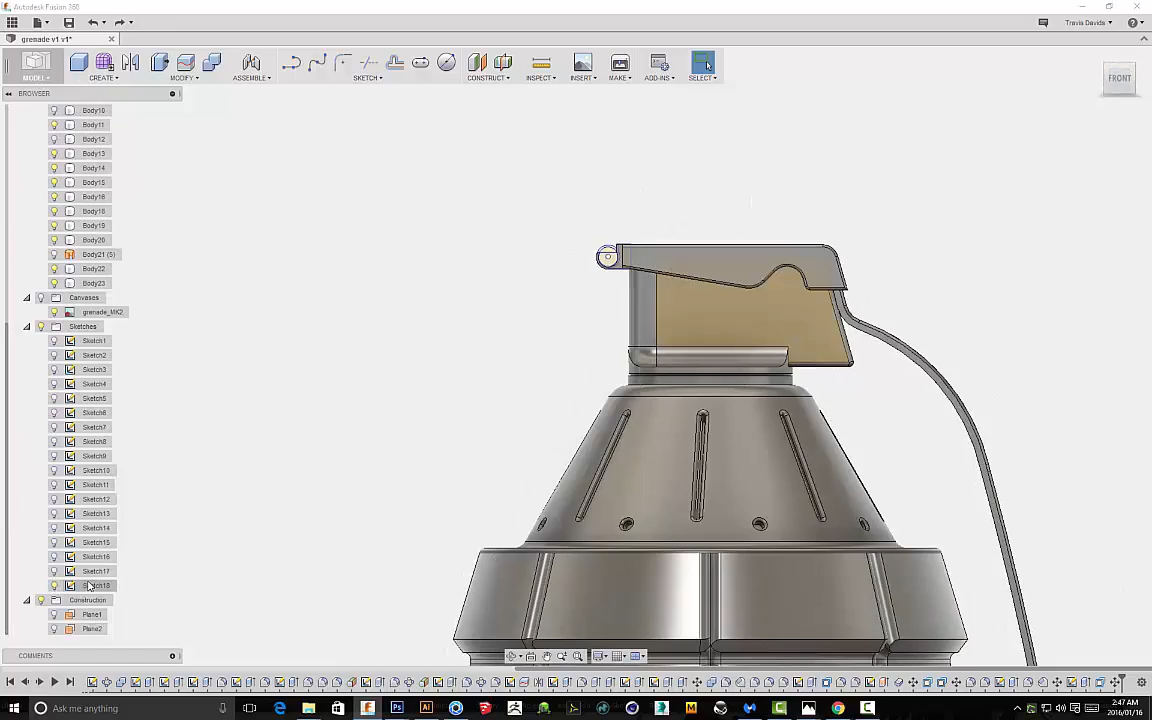 Autodesk Fusion 360
Travis Davids
grenade v1 v1*
MODEL
CREATE
MODIFY
ASSEMBLE
SKETCH
CONSTRUCT
INSPECT
INSERT
MAKE
ADD-INS
SELECT
FRONT
BROWSER
Body10
Body11
Body12
Body13
Body14
Body15
Body16
Body18
Body19
Body20
Body21 (5)
Body22
Body23
Canvases
grenade_MK2
Sketches
Sketch1
Sketch2
Sketch3
Sketch4
Sketch5
Sketch6
Sketch7
Sketch8
Sketch9
Sketch10
Sketch11
Sketch12
Sketch13
Sketch14
Sketch15
Sketch16
Sketch17
Sketch18
Construction
Plane1
Plane2
COMMENTS
Ask me anything
2:47 AM
2016/01/16